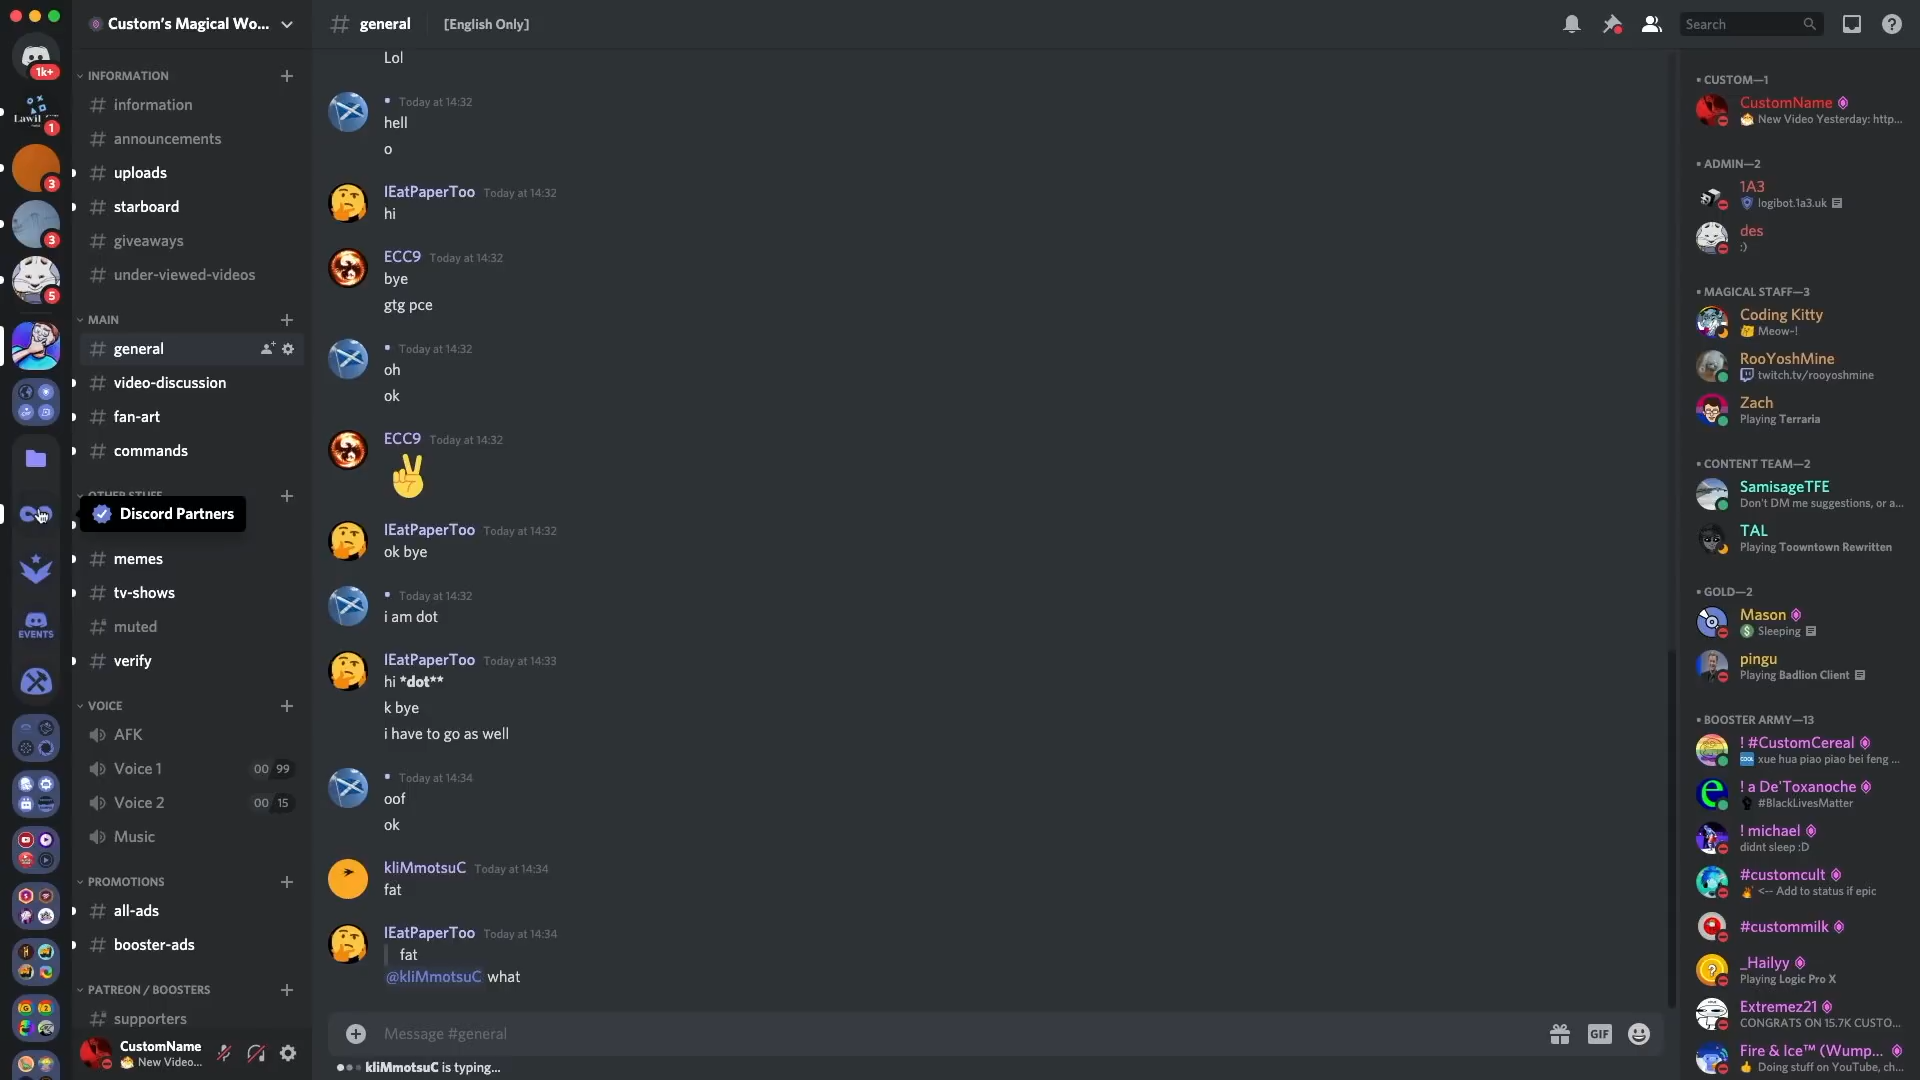 1k+
Lawil
1
3
3
5
Discord Partners
EVENTS
Custom's Magical Wo...
INFORMATION
information
announcements
uploads
starboard
giveaways
under-viewed-videos
MAIN
general
video-discussion
fan-art
commands
OTHER STUFF
memes
tv-shows
muted
verify
VOICE
AFK
Voice 1 00 99
Voice 2 00 15
Music
PROMOTIONS
all-ads
booster-ads
PATREON / BOOSTERS
supporters
CustomName
New Video...
general [English Only]
Search
Lol
Today at 14:32
hell
o
IEatPaperToo Today at 14:32
hi
ECC9 Today at 14:32
bye
gtg pce
Today at 14:32
oh
ok
ECC9 Today at 14:32
IEatPaperToo Today at 14:32
ok bye
Today at 14:32
i am dot
IEatPaperToo Today at 14:33
hi *dot**
k bye
i have to go as well
Today at 14:34
oof
ok
kliMmotsuC Today at 14:34
fat
IEatPaperToo Today at 14:34
fat
@kliMmotsuC what
Message #general
GIF
kliMmotsuC is typing...
CUSTOM—1
CustomName
New Video Yesterday: http...
ADMIN—2
1A3
logibot.1a3.uk
des
:)
MAGICAL STAFF—3
Coding Kitty
Meow~!
RooYoshMine
twitch.tv/rooyoshmine
Zach
Playing Terraria
CONTENT TEAM—2
SamisageTFE
Don't DM me suggestions, or a...
TAL
Playing Toowntown Rewritten
GOLD—2
Mason
Sleeping
pingu
Playing Badlion Client
BOOSTER ARMY—13
! #CustomCereal
COOL xue hua piao piao bei feng ...
! a De'Toxanoche
#BlackLivesMatter
! michael
didnt sleep :D
#customcult
<-- Add to status if epic
#custommilk
_Hailyy
Playing Logic Pro X
Extremez21
CONGRATS ON 15.7K CUSTO...
Fire & Ice™ (Wump...
Doing stuff on YouTube, ch...